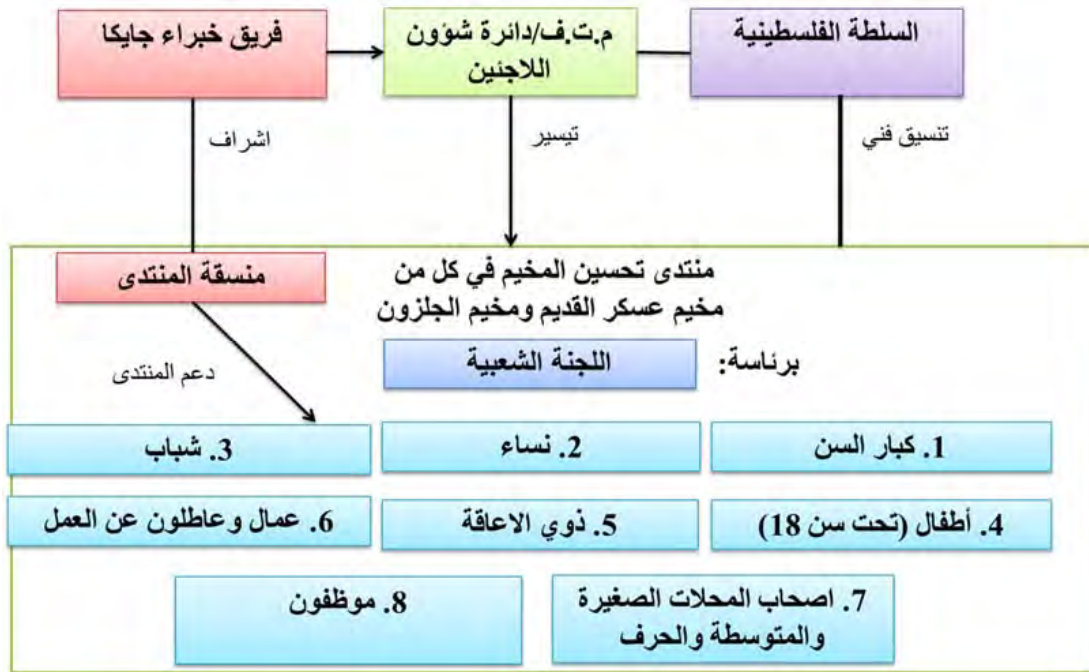 السلطة الفلسطينية
م.ت.ف/دائرة شؤون
اللاجئين
فريق خبراء جايكا
تنسيق فني
تيسير
اشراف
منسقة المنتدى
منتدى تحسين المخيم في كل من
مخيم عسكر القديم ومخيم الجلزون
برئاسة:
اللجنة الشعبية
دعم المنتدى
1. كبار السن
2. نساء
3. شباب
4. أطفال (تحت سن 18)
5. ذوي الاعاقة
6. عمال وعاطلون عن العمل
7. اصحاب المحلات الصغيرة
والمتوسطة والحرف
8. موظفون